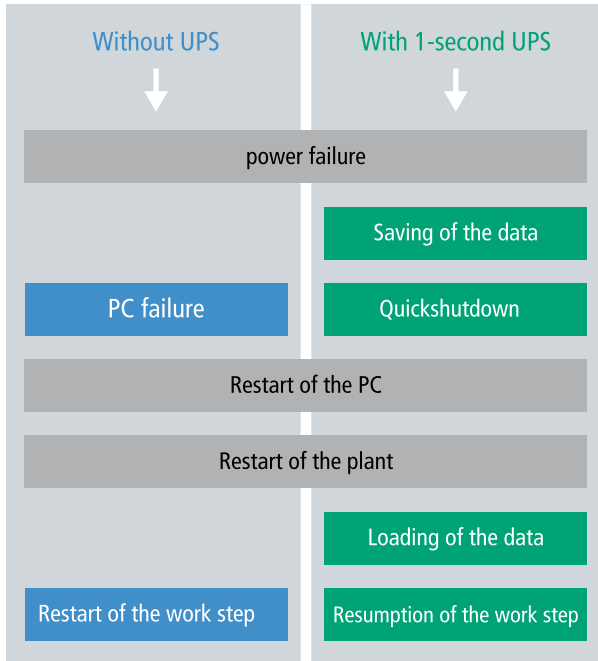 Without UPS
With 1-second UPS
power failure
Saving of the data
PC failure
Quickshutdown
Restart of the PC
Restart of the plant
Loading of the data
Restart of the work step
Resumption of the work step